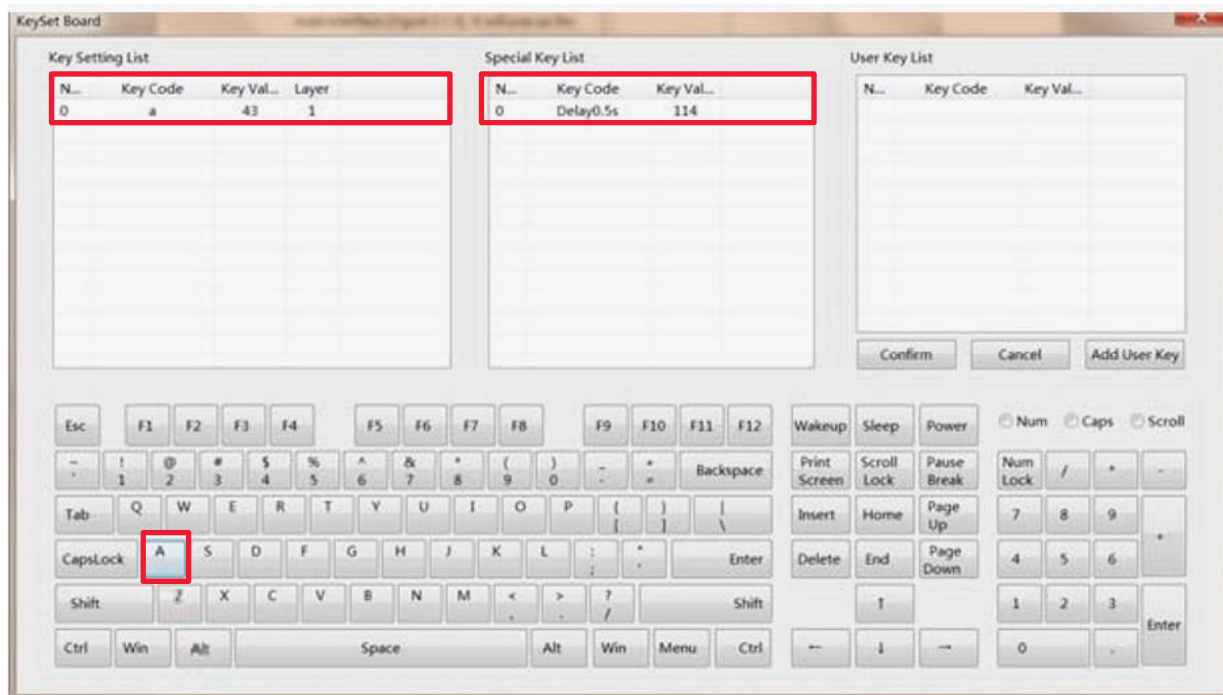 KeySet Board
Key Setting List
N... Key Code Key Val... Layer
0 a 43 1
Special Key List
N... Key Code Key Val...
0 Delay0.5s 114
User Key List
N... Key Code Key Val...
Confirm Cancel Add User Key
Esc F1 F2 F3 F4 F5 F6 F7 F8 F9 F10 F11 F12 Wakeup Sleep Power Num Caps Scroll
~ ! @ # $ % ^ & * ( ) Backspace Print Screen Scroll Lock Pause Break Num Lock / * -
1 2 3 4 5 6 7 8 9 0 - =
Tab Q W E R T Y U I O P { } | Insert Home Page Up 7 8 9
[ ] \
CapsLock A S D F G H J K L : Enter Delete End Page Down 4 5 6
;
Shift Z X C V B N M < > ? Shift ↑ 1 2 3 Enter
, . /
Ctrl Win Alt Space Alt Win Menu Ctrl ← ↓ → 0 .